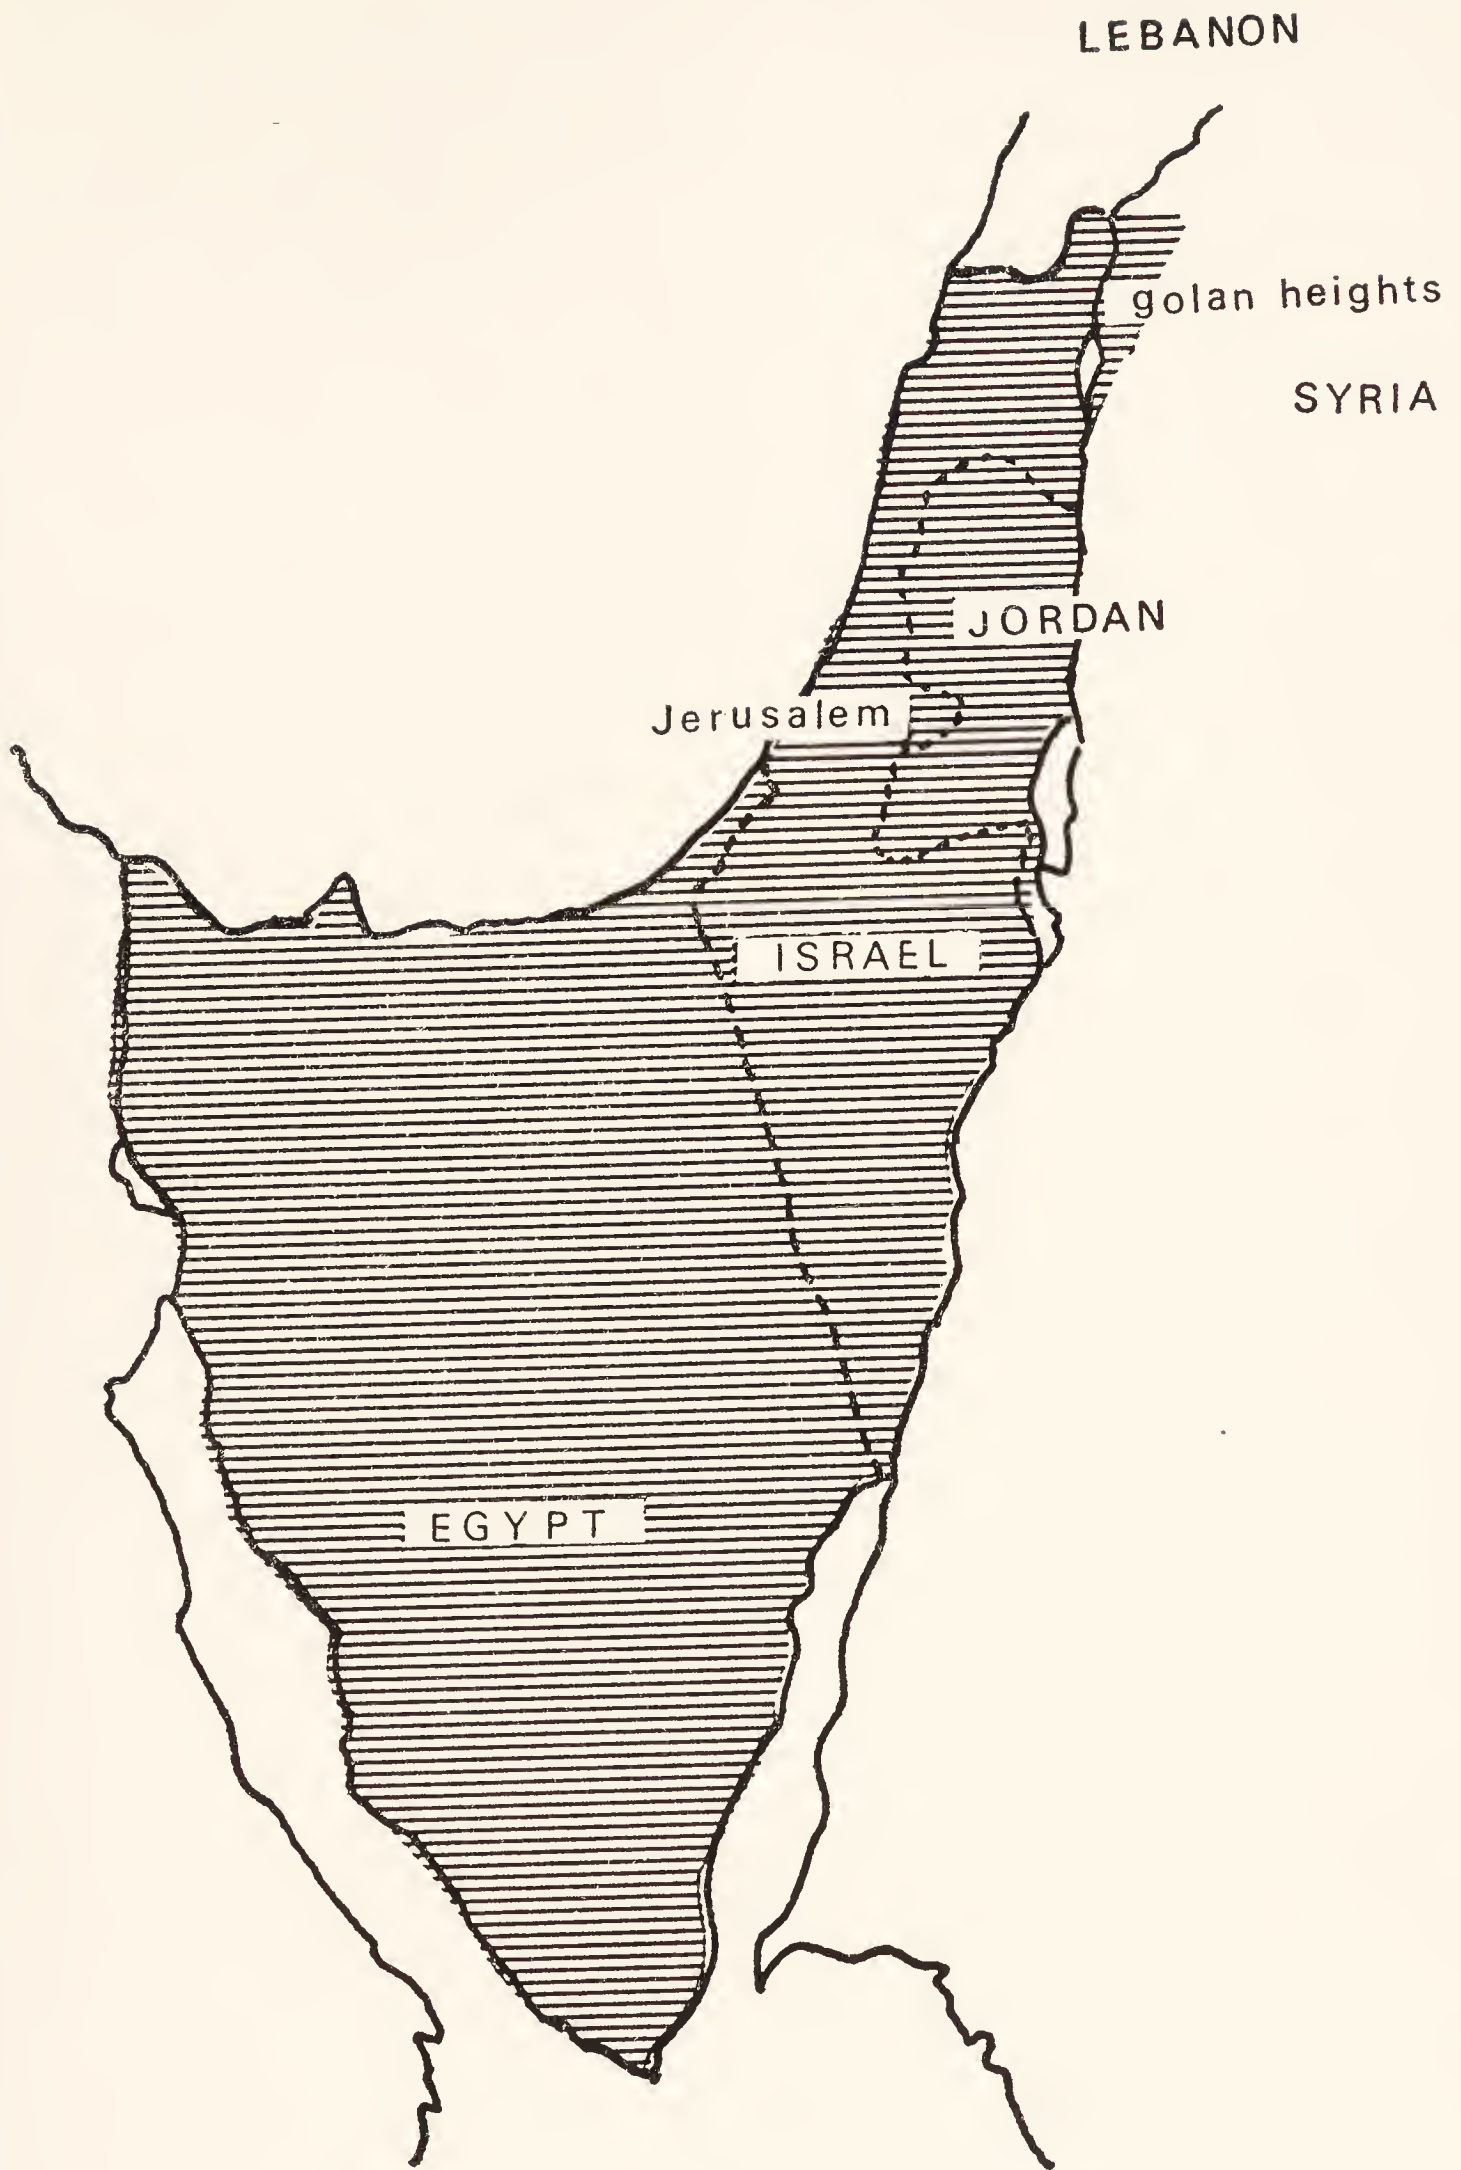 LEBANON
golan heights
SYRIA
JORDAN
Jerusalem
ISRAEL
EGYPT